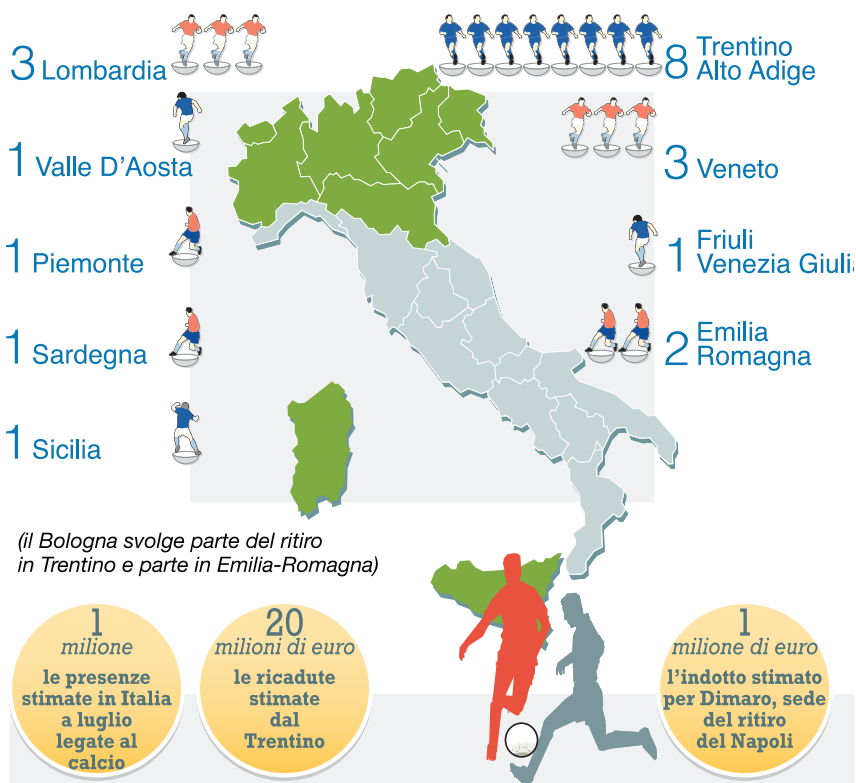 3 Lombardia
8 Trentino
Alto Adige
1 Valle D'Aosta
3 Veneto
1 Piemonte
1 Friuli
Venezia Giulia
1 Sardegna
2 Emilia
Romagna
1 Sicilia
(il Bologna svolge parte del ritiro
in Trentino e parte in Emilia-Romagna)
1
milione
le presenze
stimate in Italia
a luglio
legate al
calcio
20
milioni di euro
le ricadute
stimate
dal
Trentino
1
milione di euro
l'indotto stimato
per Dimaro, sede
del ritiro
del Napoli